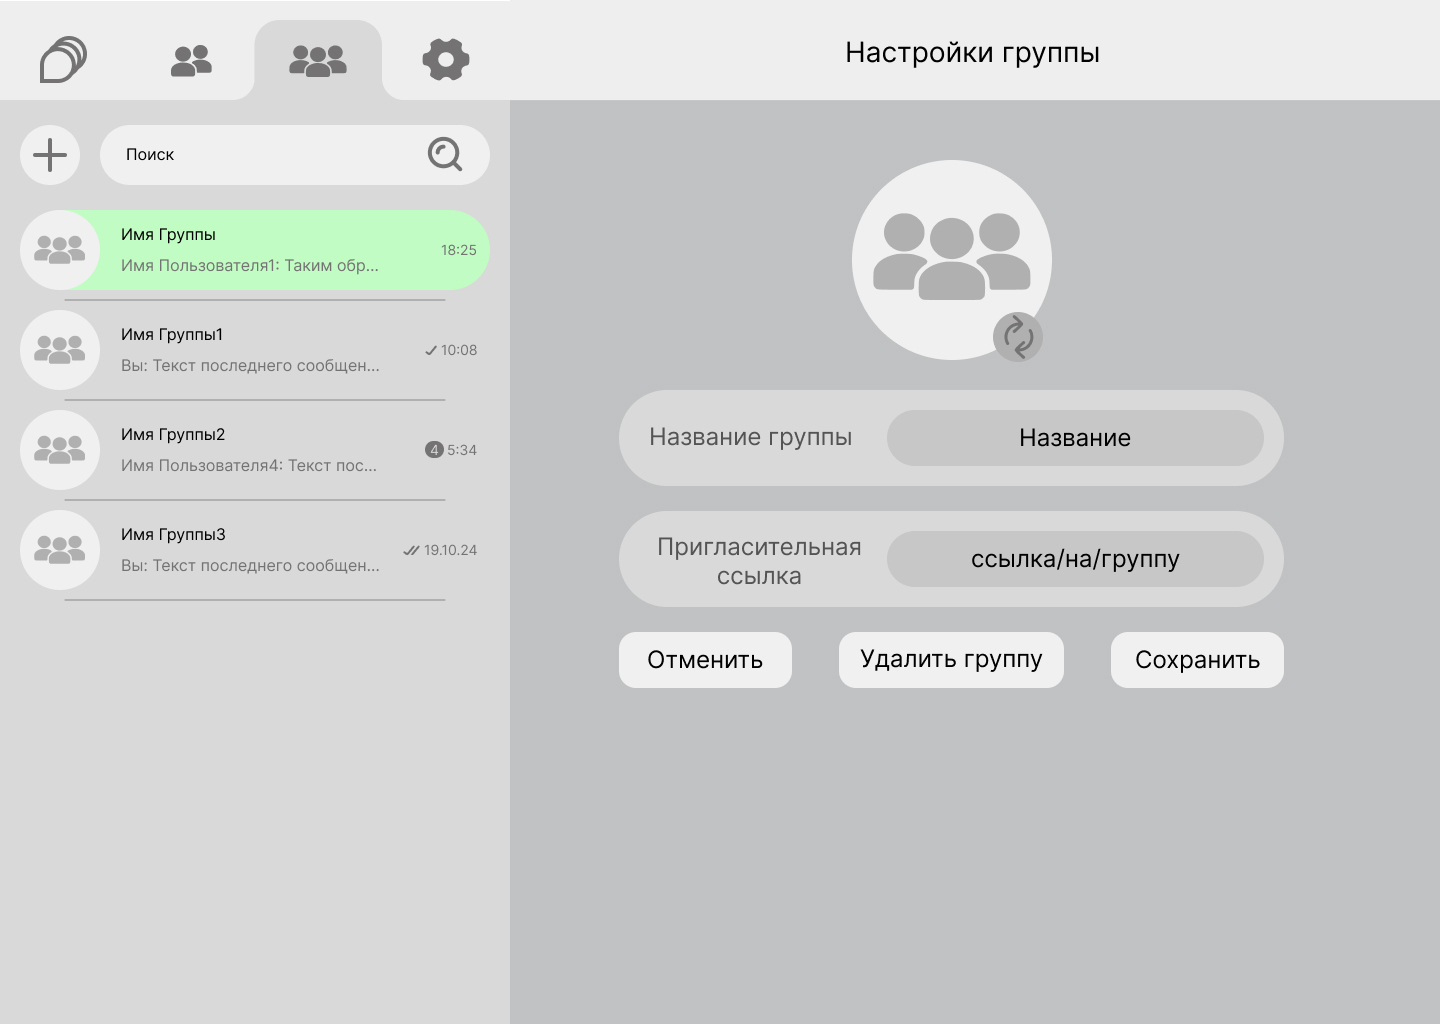 Настройки группы
Поиск
Имя Группы
18:25
Имя Пользователя1: Таким обр...
Имя Группы1
10:08
Вы: Текст последнего сообщен...
Имя Группы2
4 5:34
Имя Пользователя4: Текст пос...
Имя Группы3
19.10.24
Вы: Текст последнего сообщен...
Название группы
Название
Пригласительная
ссылка
ссылка/на/группу
Отменить
Удалить группу
Сохранить